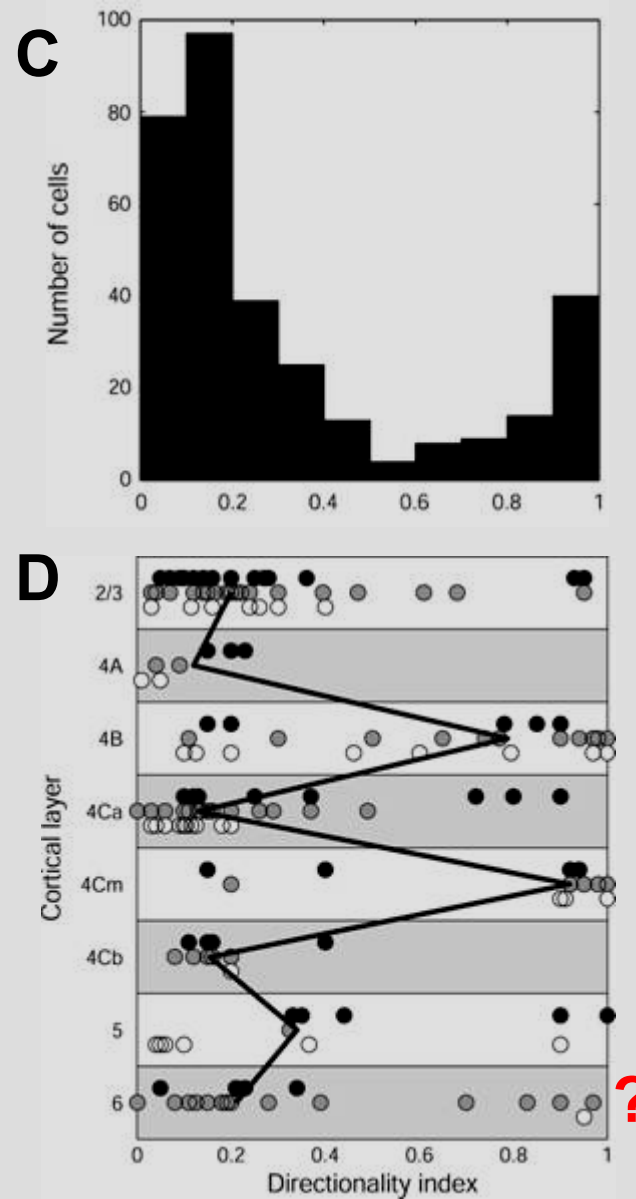 C
100
80
60
40
20
0
Number of cells
0 0.2 0.4 0.6 0.8 1
D
2/3
4A
4B
4Ca
4Cm
4Cb
5
6
?
Cortical layer
0 0.2 0.4 0.6 0.8 1
Directionality index